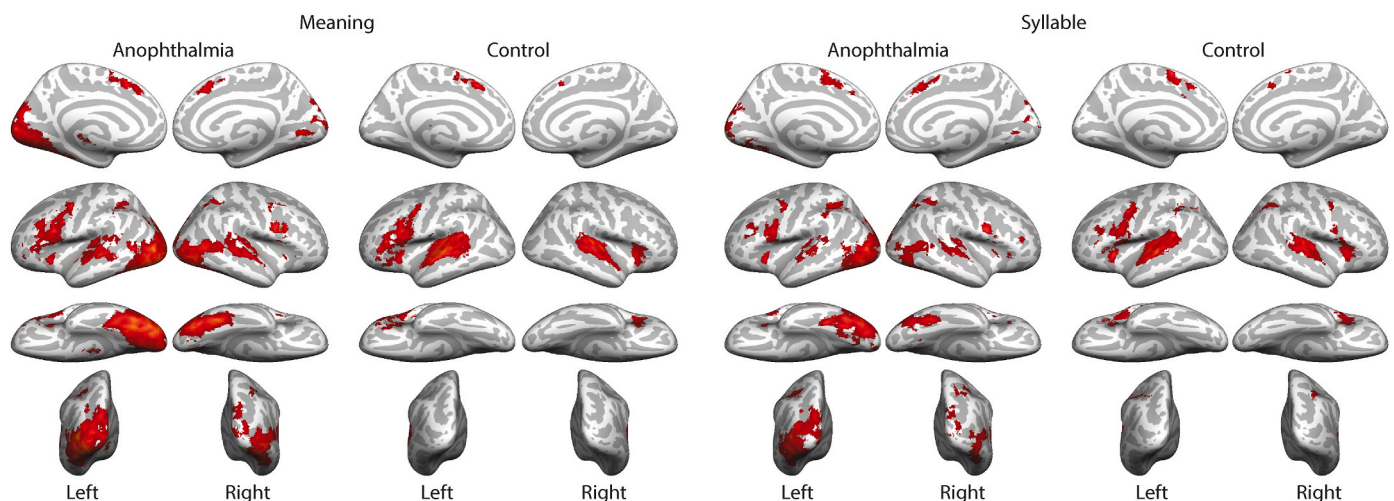 Meaning
Syllable
Anophthalmia
Control
Anophthalmia
Control
Left
Right
Left
Right
Left
Right
Left
Right